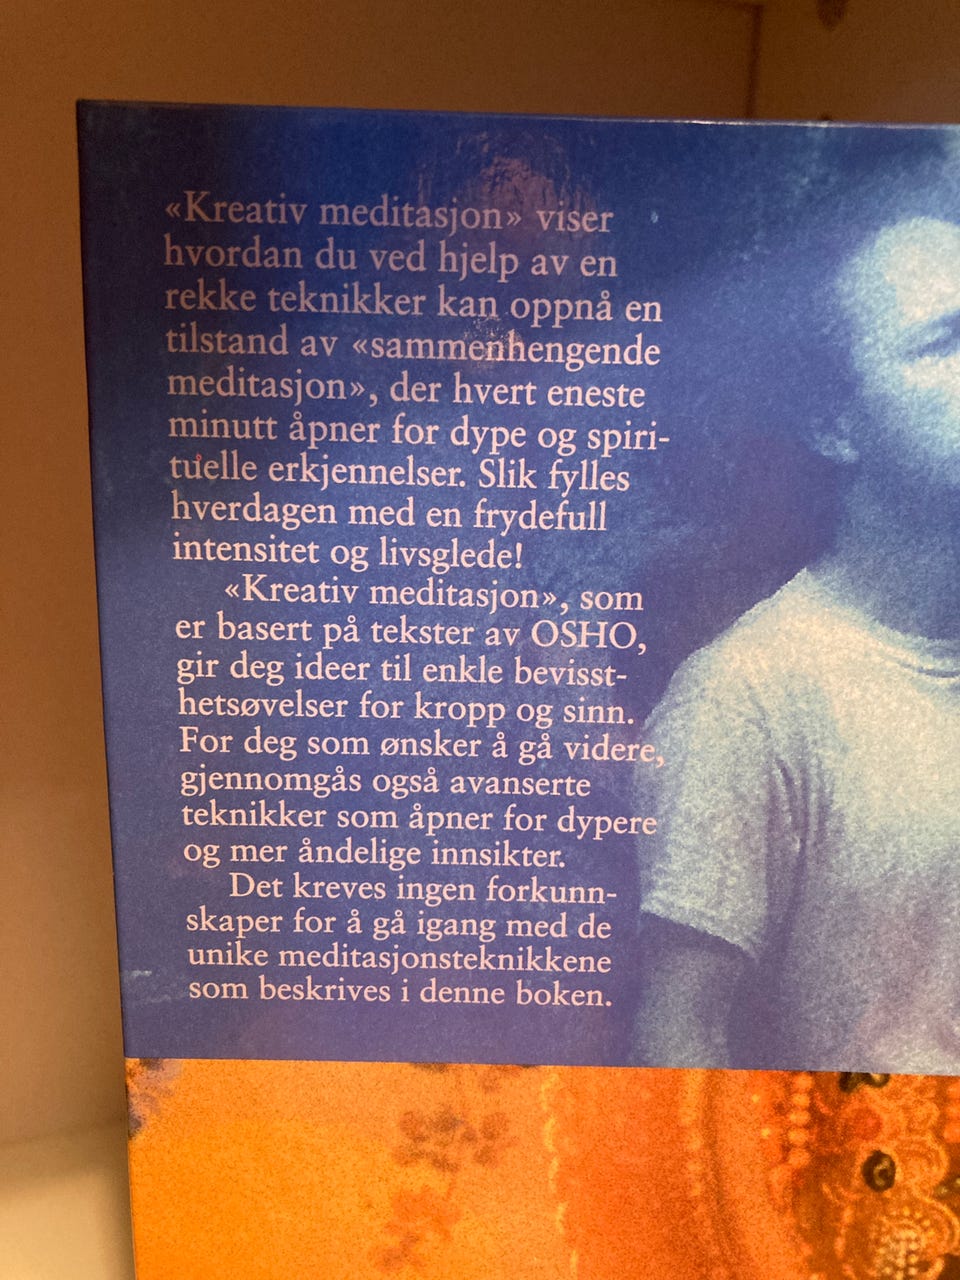 «Kreativ meditasjon» viser
hvordan du ved hjelp av en
rekke teknikker kan oppnå en
tilstand av «sammenhengende
meditasjon», der hvert eneste
minutt åpner for dype og spiri-
tuelle erkjennelser. Slik fylles
hverdagen med en frydefull
intensitet og livsglede!
«Kreativ meditasjon», som
er basert på tekster av OSHO,
gir deg ideer til enkle bevisst-
hetsøvelser for kropp og sinn.
For deg som ønsker å gå videre,
gjennomgås også avanserte
teknikker som åpner for dypere
og mer åndelige innsikter.
Det kreves ingen forkunn-
skaper for å gå igang med de
unike meditasjonsteknikkene
som beskrives i denne boken.